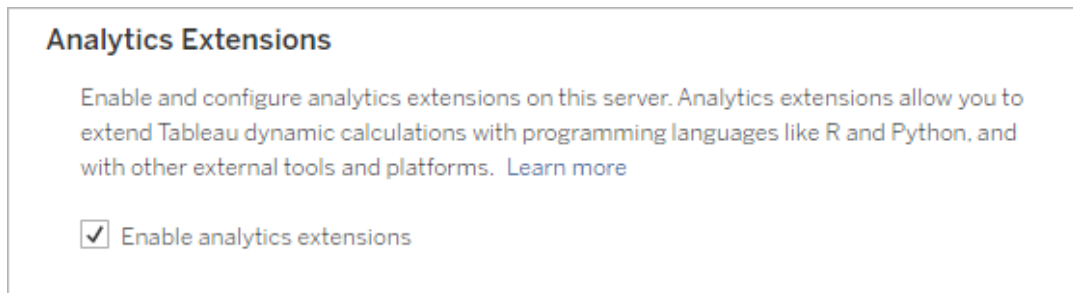 Analytics Extensions
Enable and configure analytics extensions on this server. Analytics extensions allow you to
extend Tableau dynamic calculations with programming languages like R and Python, and
with other external tools and platforms. Learn more
Enable analytics extensions